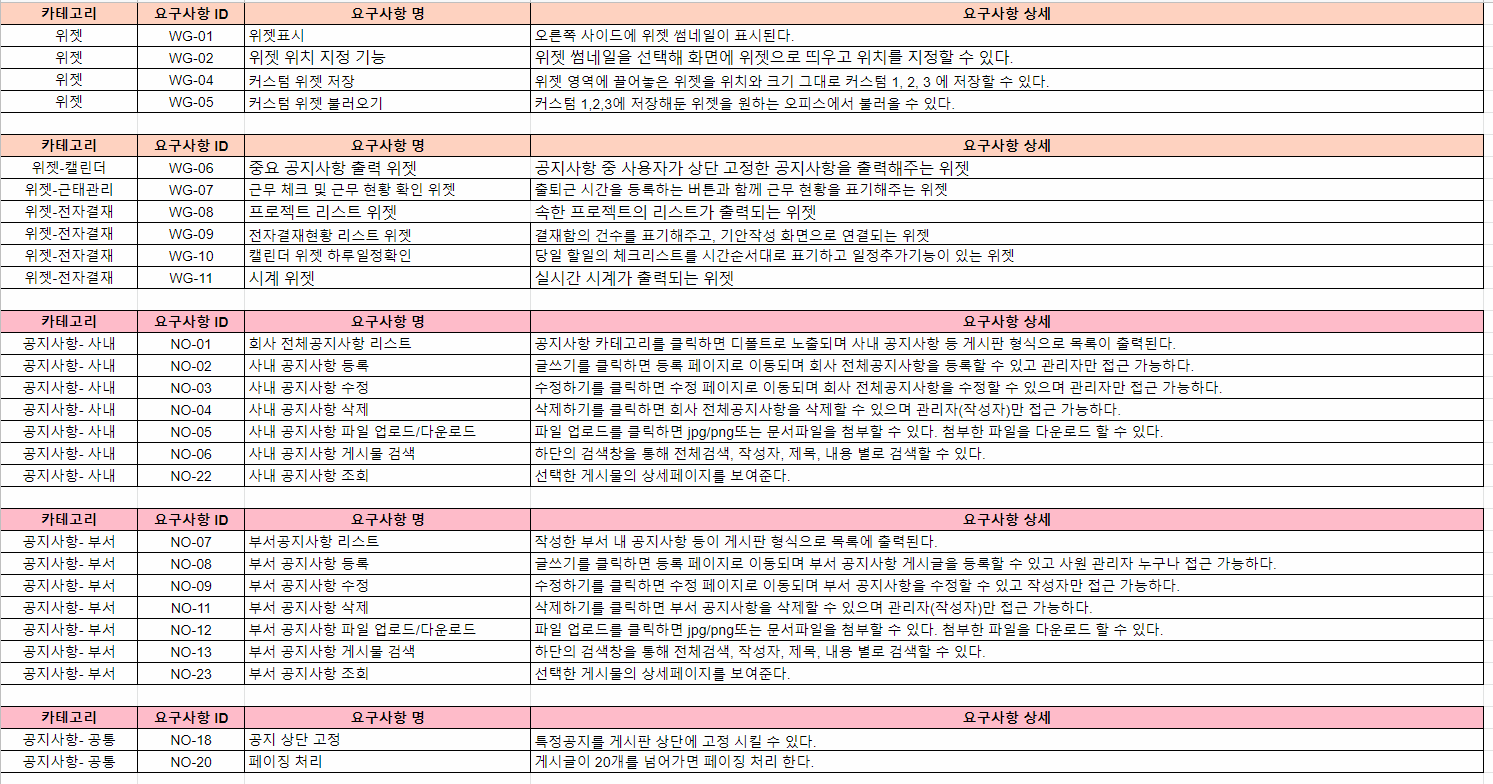 카테고리 요구사항 ID 요구사항 명 요구사항 상세
위젯 WG-01 위젯표시 오른쪽 사이드에 위젯 썸네일이 표시된다.
위젯 WG-02 위젯 위치 지정 기능 위젯 썸네일을 선택해 화면에 위젯으로 띄우고 위치를 지정할 수 있다.
위젯 WG-04 커스텀 위젯 저장 위젯 영역에 끌어놓은 위젯을 위치와 크기 그대로 커스텀 1, 2, 3 에 저장할 수 있다.
위젯 WG-05 커스텀 위젯 불러오기 커스텀 1,2,3에 저장해둔 위젯을 원하는 오피스에서 불러올 수 있다.
카테고리 요구사항 ID 요구사항 명 요구사항 상세
위젯-캘린더 WG-06 중요 공지사항 출력 위젯 공지사항 중 사용자가 상단 고정한 공지사항을 출력해주는 위젯
위젯-근태관리 WG-07 근무 체크 및 근무 현황 확인 위젯 출퇴근 시간을 등록하는 버튼과 함께 근무 현황을 표기해주는 위젯
위젯-전자결재 WG-08 프로젝트 리스트 위젯 속한 프로젝트의 리스트가 출력되는 위젯
위젯-전자결재 WG-09 전자결재현황 리스트 위젯 결재함의 건수를 표기해주고, 기안작성 화면으로 연결되는 위젯
위젯-전자결재 WG-10 캘린더 위젯 하루일정확인 당일 할일의 체크리스트를 시간순서대로 표기하고 일정추가기능이 있는 위젯
위젯-전자결재 WG-11 시계 위젯 실시간 시계가 출력되는 위젯
카테고리 요구사항 ID 요구사항 명 요구사항 상세
공지사항- 사내 NO-01 회사 전체공지사항 리스트 공지사항 카테고리를 클릭하면 디폴트로 노출되며 사내 공지사항 등 게시판 형식으로 목록이 출력된다.
공지사항- 사내 NO-02 사내 공지사항 등록 글쓰기를 클릭하면 등록 페이지로 이동되며 회사 전체공지사항을 등록할 수 있고 관리자만 접근 가능하다.
공지사항- 사내 NO-03 사내 공지사항 수정 수정하기를 클릭하면 수정 페이지로 이동되며 회사 전체공지사항을 수정할 수 있으며 관리자만 접근 가능하다.
공지사항- 사내 NO-04 사내 공지사항 삭제 삭제하기를 클릭하면 회사 전체공지사항을 삭제할 수 있으며 관리자(작성자)만 접근 가능하다.
공지사항- 사내 NO-05 사내 공지사항 파일 업로드/다운로드 파일 업로드를 클릭하면 jpg/png또는 문서파일을 첨부할 수 있다. 첨부한 파일을 다운로드 할 수 있다.
공지사항- 사내 NO-06 사내 공지사항 게시물 검색 하단의 검색창을 통해 전체검색, 작성자, 제목, 내용 별로 검색할 수 있다.
공지사항- 사내 NO-22 사내 공지사항 조회 선택한 게시물의 상세페이지를 보여준다.
카테고리 요구사항 ID 요구사항 명 요구사항 상세
공지사항- 부서 NO-07 부서공지사항 리스트 작성한 부서 내 공지사항 등이 게시판 형식으로 목록에 출력된다.
공지사항- 부서 NO-08 부서 공지사항 등록 글쓰기를 클릭하면 등록 페이지로 이동되며 부서 공지사항 게시글을 등록할 수 있고 사원 관리자 누구나 접근 가능하다.
공지사항- 부서 NO-09 부서 공지사항 수정 수정하기를 클릭하면 수정 페이지로 이동되며 부서 공지사항을 수정할 수 있고 작성자만 접근 가능하다.
공지사항- 부서 NO-11 부서 공지사항 삭제 삭제하기를 클릭하면 부서 공지사항을 삭제할 수 있으며 관리자(작성자)만 접근 가능하다.
공지사항- 부서 NO-12 부서 공지사항 파일 업로드/다운로드 파일 업로드를 클릭하면 jpg/png또는 문서파일을 첨부할 수 있다. 첨부한 파일을 다운로드 할 수 있다.
공지사항- 부서 NO-13 부서 공지사항 게시물 검색 하단의 검색창을 통해 전체검색, 작성자, 제목, 내용 별로 검색할 수 있다.
공지사항- 부서 NO-23 부서 공지사항 조회 선택한 게시물의 상세페이지를 보여준다.
카테고리 요구사항 ID 요구사항 명 요구사항 상세
공지사항- 공통 NO-18 공지 상단 고정 특정공지를 게시판 상단에 고정 시킬 수 있다.
공지사항- 공통 NO-20 페이징 처리 게시글이 20개를 넘어가면 페이징 처리 한다.